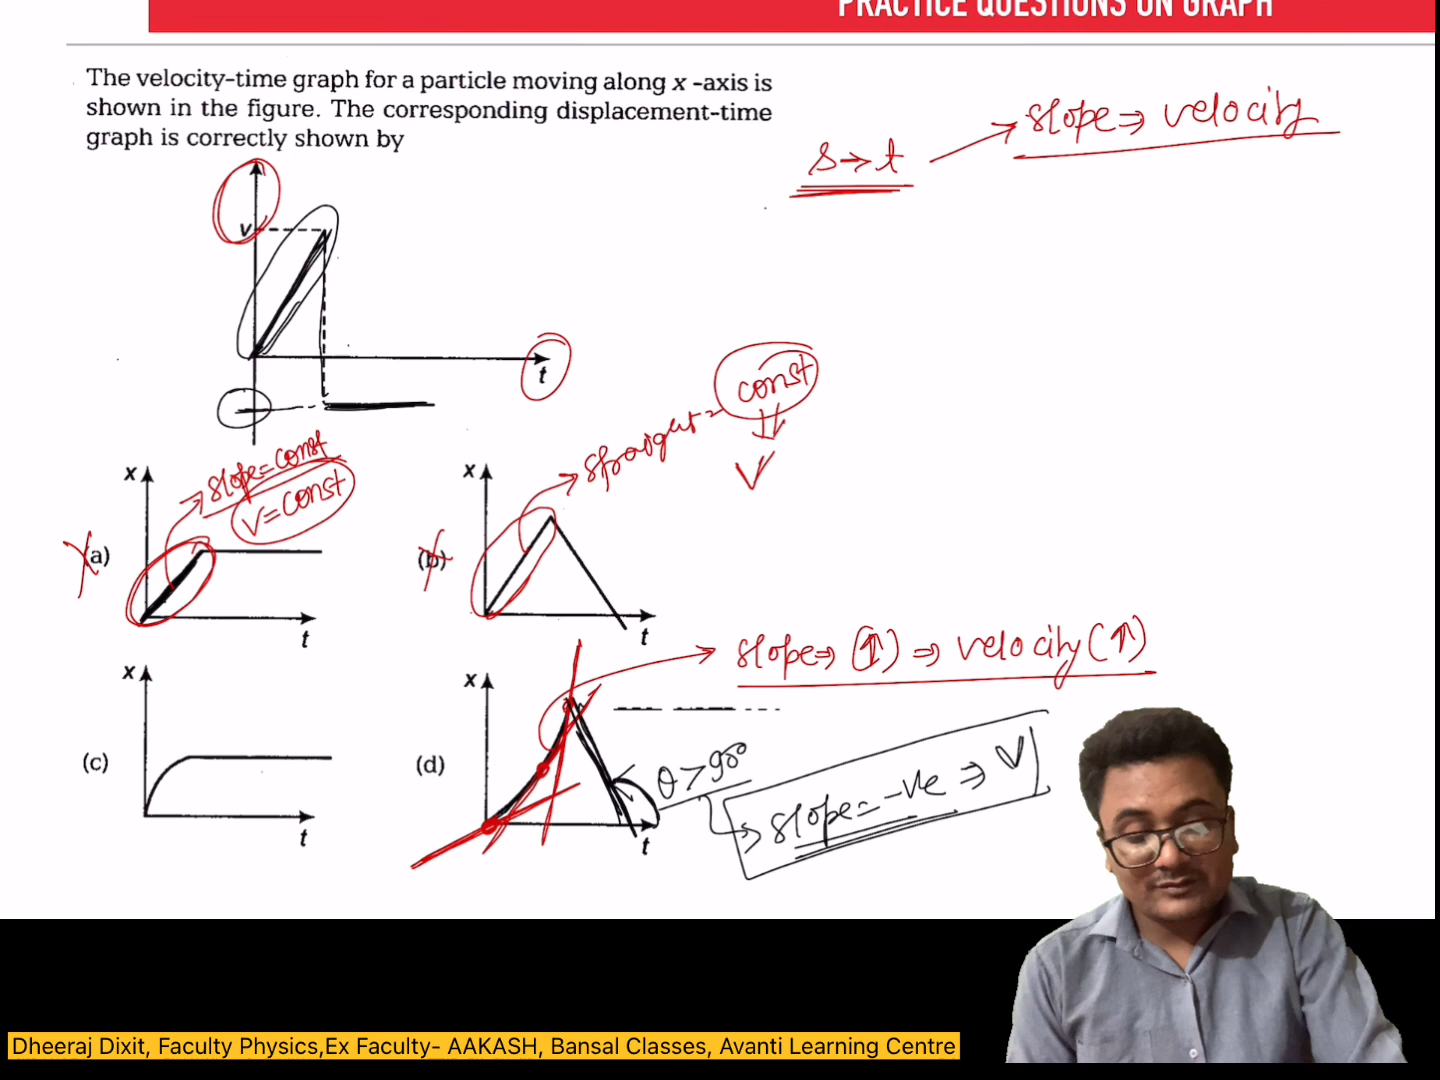 PRACTICE QUESTIONS ON GRAPH
The velocity-time graph for a particle moving along x -axis is
shown in the figure. The corresponding displacement-time
graph is correctly shown by
s→t → slope ⇒ velocity
v
t
x
slope=const
v=const
(a)
t
x
straight = const
⇓
V
(b)
t
x
(c)
t
x
slope ⇒ (↑) ⇒ velocity (↑)
(d)
θ > 90°
slope = -ve ⇒ V
t
Dheeraj Dixit, Faculty Physics,Ex Faculty- AAKASH, Bansal Classes, Avanti Learning Centre